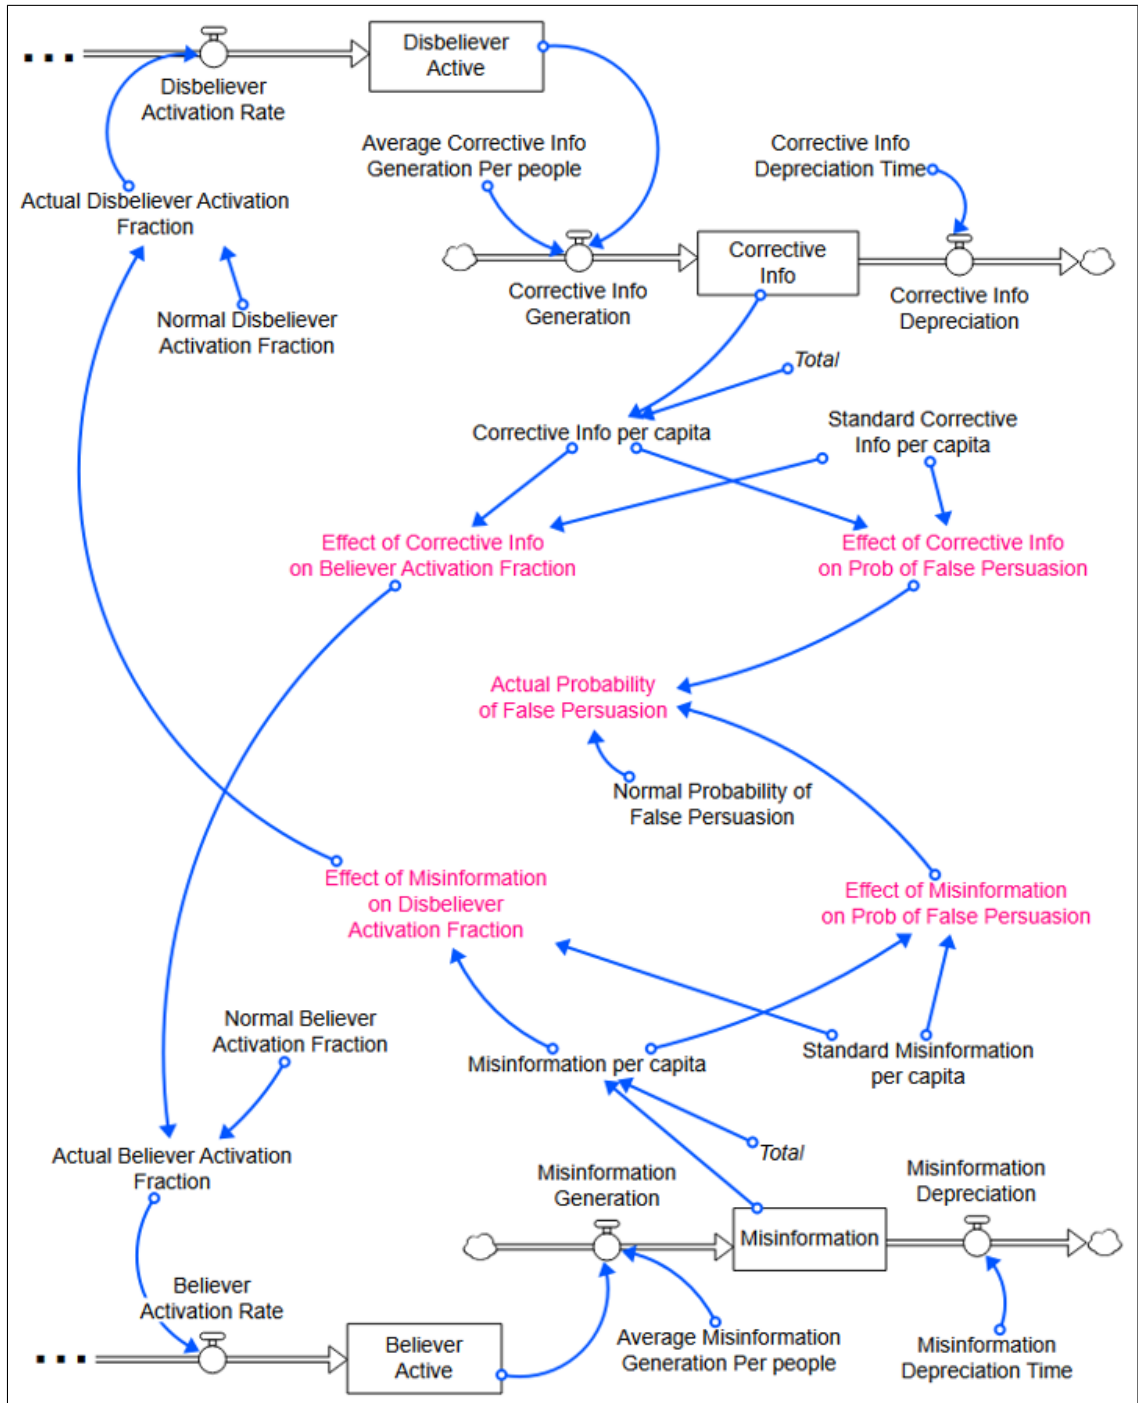 Disbeliever
Active
Disbeliever
Activation Rate
Average Corrective Info
Generation Per people
Corrective Info
Depreciation Time
Actual Disbeliever Activation
Fraction
Corrective
Info
Corrective Info
Generation
Corrective Info
Depreciation
Normal Disbeliever
Activation Fraction
Total
Corrective Info per capita
Standard Corrective
Info per capita
Effect of Corrective Info
on Believer Activation Fraction
Effect of Corrective Info
on Prob of False Persuasion
Actual Probability
of False Persuasion
Normal Probability of
False Persuasion
Effect of Misinformation
on Disbeliever
Activation Fraction
Effect of Misinformation
on Prob of False Persuasion
Normal Believer
Activation Fraction
Misinformation per capita
Standard Misinformation
per capita
Actual Believer Activation
Fraction
Total
Misinformation
Generation
Misinformation
Depreciation
Misinformation
Believer
Activation Rate
Believer
Active
Average Misinformation
Generation Per people
Misinformation
Depreciation Time